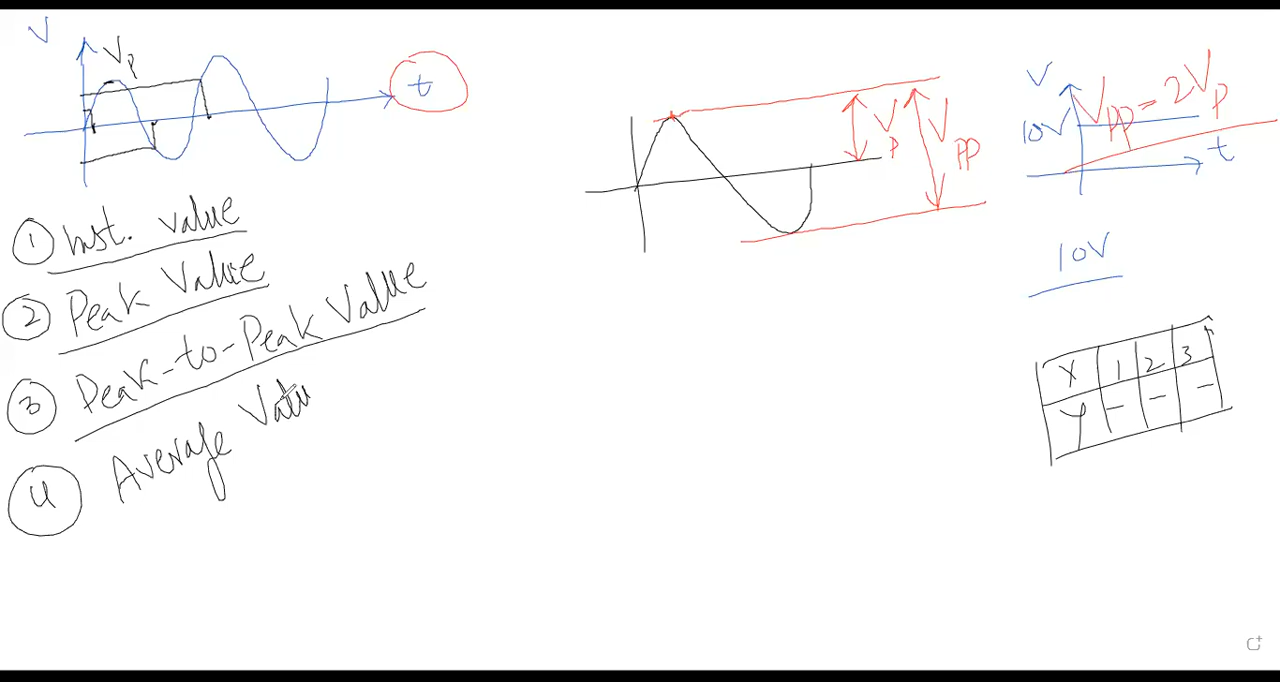 V
Vp
t
① Inst. value
② Peak Value
③ Peak-to-Peak Value
④ Average Valu
Vp
Vpp
V
Vpp = 2Vp
10V
t
10V
X 1 2 3
Y - - -